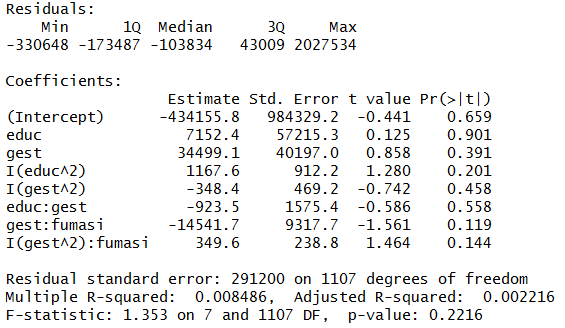 Residuals:
Min 1Q Median 3Q Max
-330648 -173487 -103834 43009 2027534
Coefficients:
Estimate Std. Error t value Pr(>|t|)
(Intercept) -434155.8 984329.2 -0.441 0.659
educ 7152.4 57215.3 0.125 0.901
gest 34499.1 40197.0 0.858 0.391
I(educ^2) 1167.6 912.2 1.280 0.201
I(gest^2) -348.4 469.2 -0.742 0.458
educ:gest -923.5 1575.4 -0.586 0.558
gest:fumasi -14541.7 9317.7 -1.561 0.119
I(gest^2):fumasi 349.6 238.8 1.464 0.144
Residual standard error: 291200 on 1107 degrees of freedom
Multiple R-squared: 0.008486, Adjusted R-squared: 0.002216
F-statistic: 1.353 on 7 and 1107 DF, p-value: 0.2216